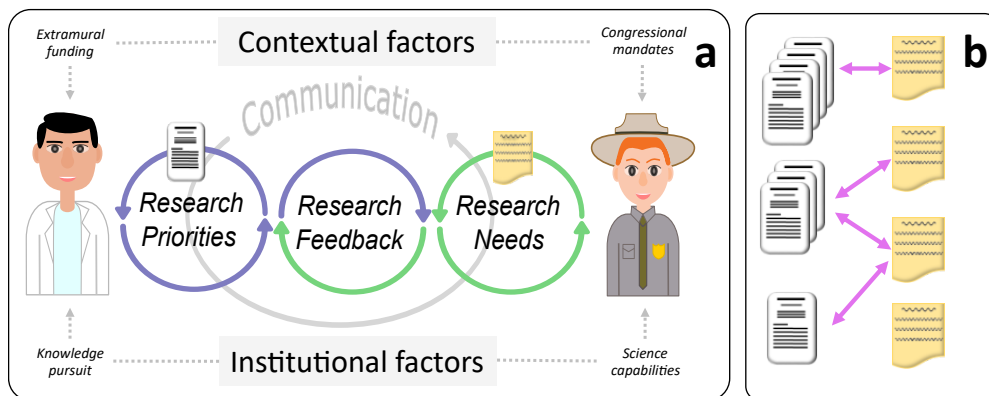 Extramural
funding
Contextual factors
Congressional
mandates
a
b
Communication
Research
Priorities
Research
Feedback
Research
Needs
Knowledge
pursuit
Institutional factors
Science
capabilities